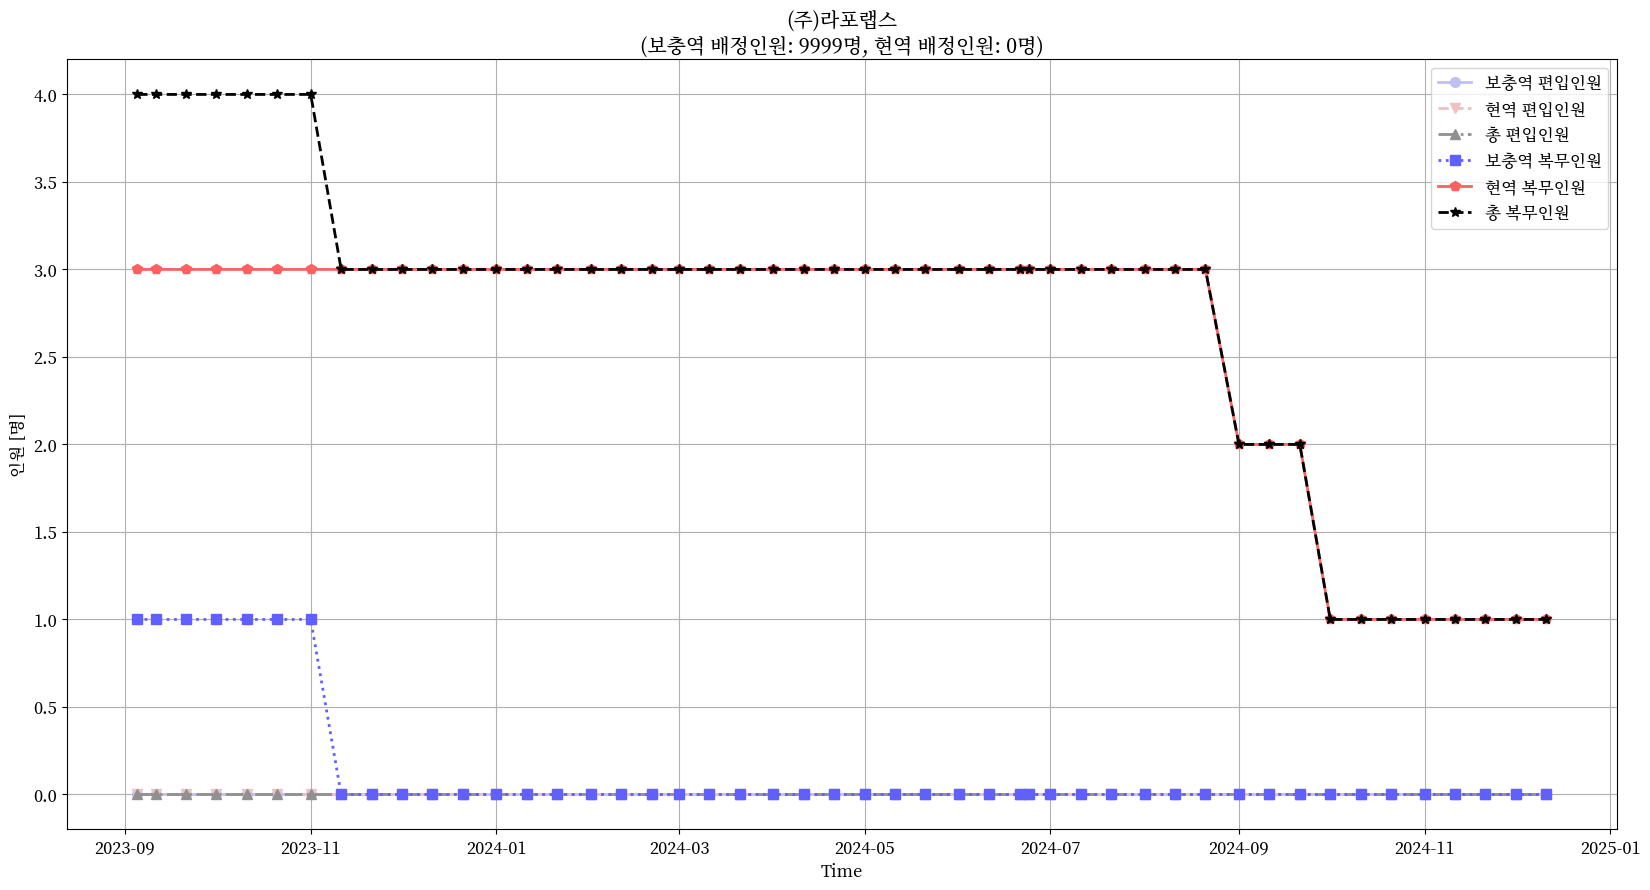 (주)라포랩스
(보충역 배정인원: 9999명, 현역 배정인원: 0명)
보충역 편입인원
현역 편입인원
총 편입인원
보충역 복무인원
현역 복무인원
총 복무인원
인원 [명]
4.0
3.5
3.0
2.5
2.0
1.5
1.0
0.5
0.0
2023-09 2023-11 2024-01 2024-03 2024-05 2024-07 2024-09 2024-11 2025-01
Time